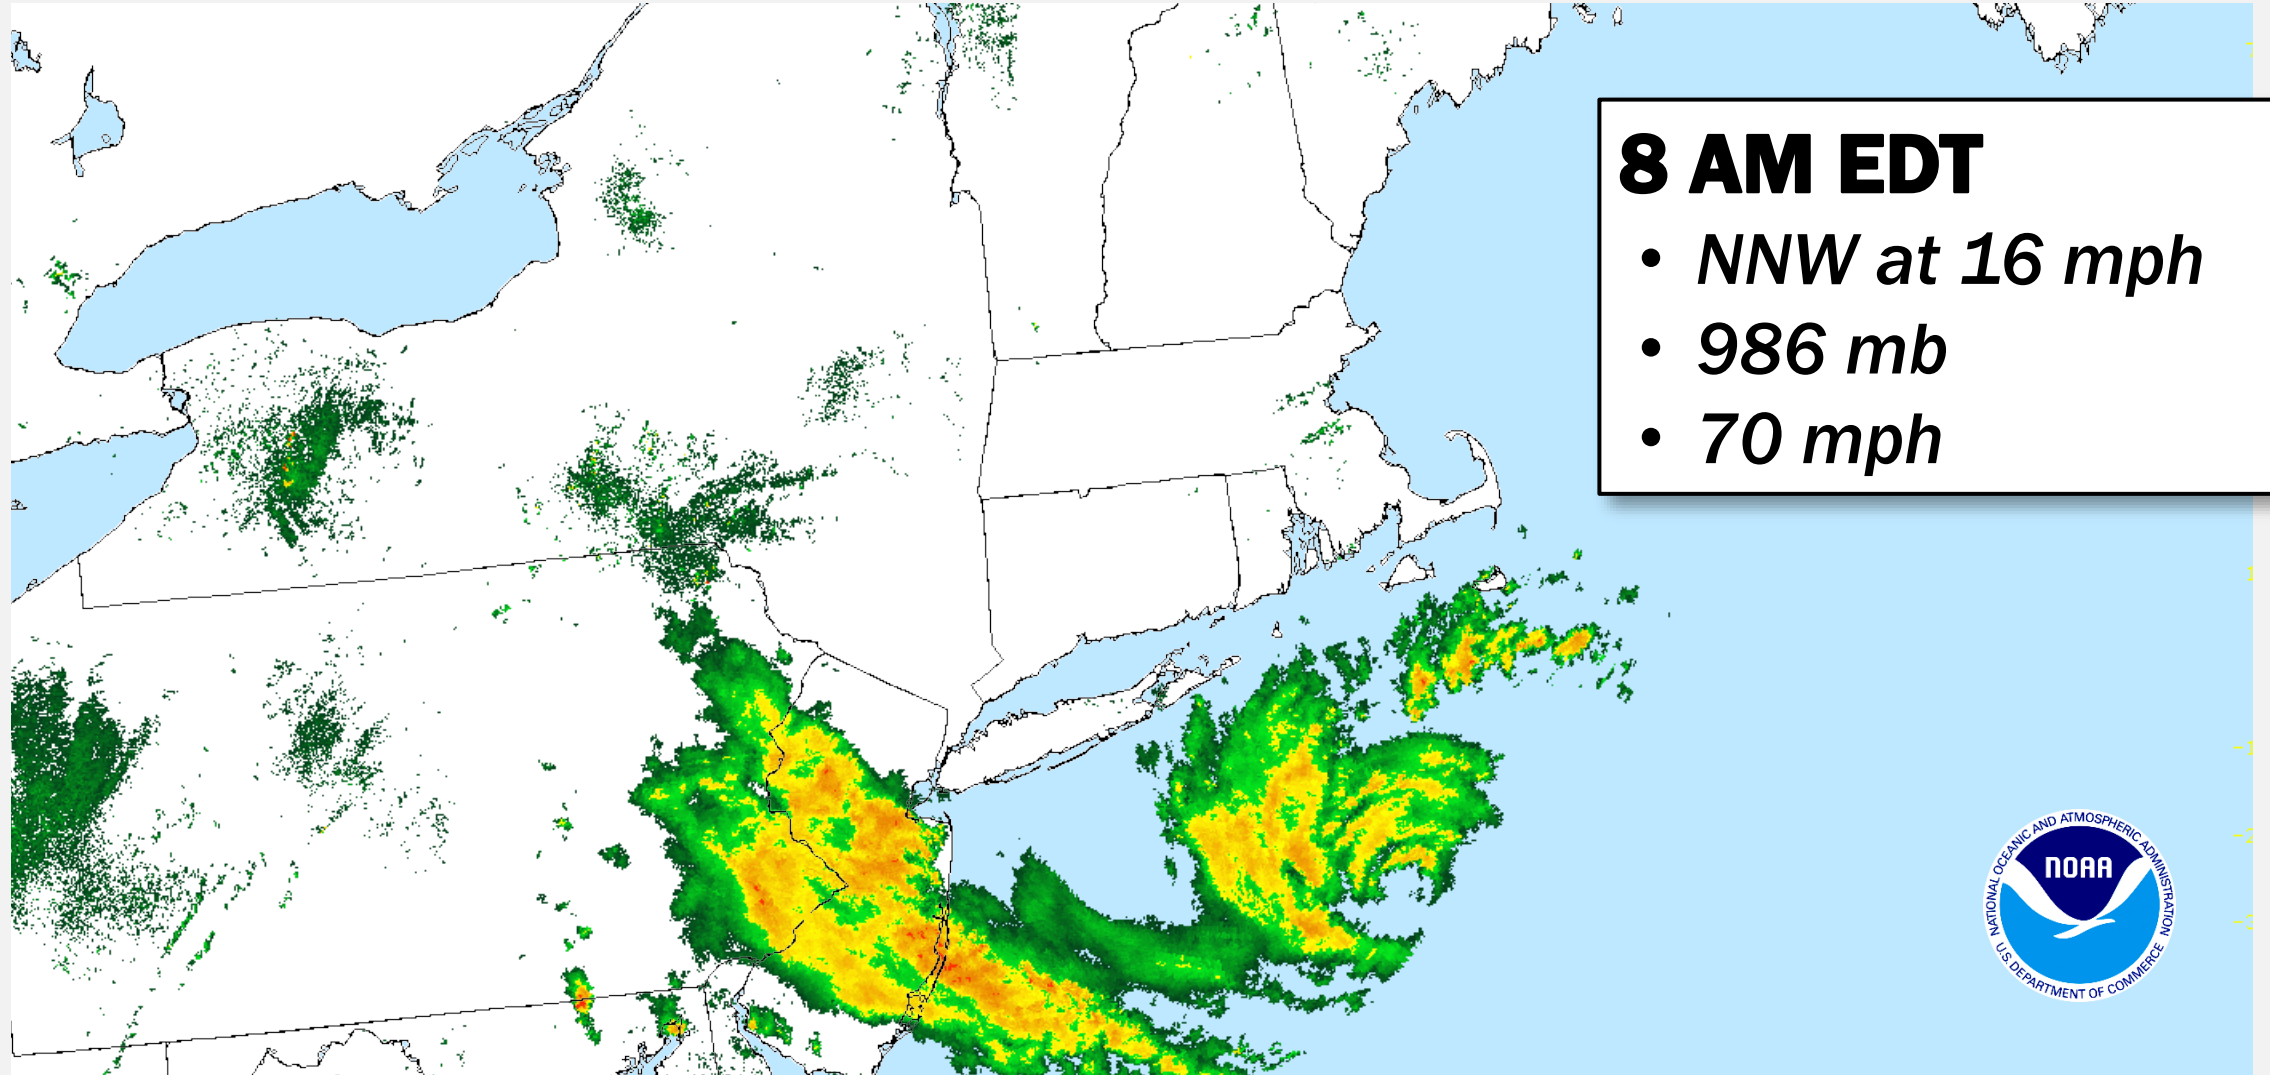 8 AM EDT
• NNW at 16 mph
• 986 mb
• 70 mph
NATIONAL OCEANIC AND ATMOSPHERIC ADMINISTRATION
NOAA
U.S. DEPARTMENT OF COMMERCE